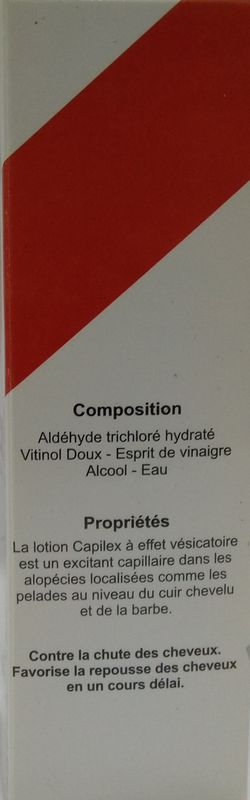 Composition
Aldéhyde trichloré hydraté
Vitinol Doux - Esprit de vinaigre
Alcool - Eau
Propriétés
La lotion Capilex à effet vésicatoire
est un excitant capillaire dans les
alopécies localisées comme les
pelades au niveau du cuir chevelu
et de la barbe.
Contre la chute des cheveux.
Favorise la repousse des cheveux
en un cours délai.